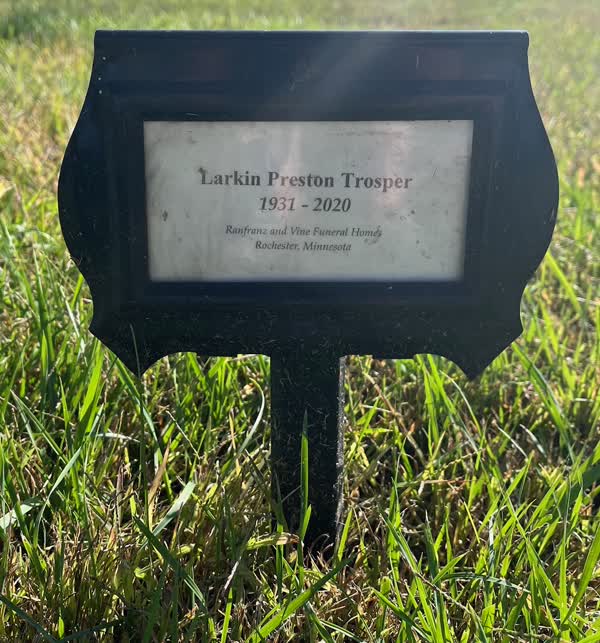 Larkin Preston Trosper
1931 - 2020
Ranfranz and Vine Funeral Homes
Rochester, Minnesota